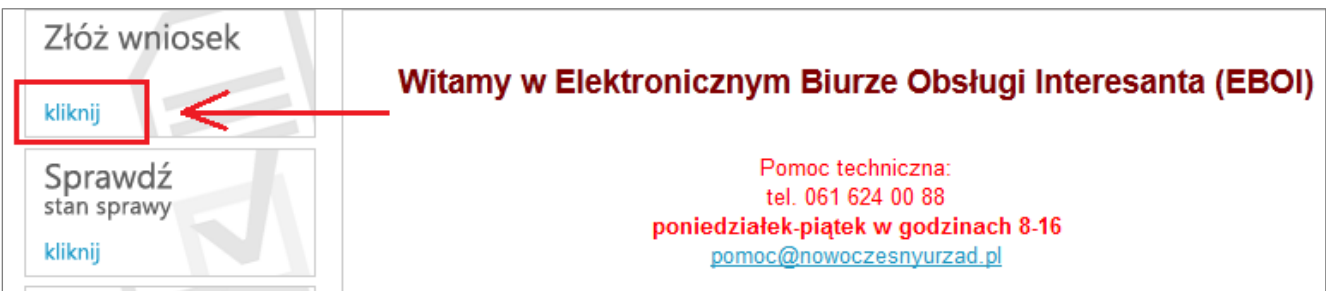 Złóż wniosek
kliknij
Sprawdź
stan sprawy
kliknij
Witamy w Elektronicznym Biurze Obsługi Interesanta (EBOI)
Pomoc techniczna:
tel. 061 624 00 88
poniedziałek-piątek w godzinach 8-16
pomoc@nowoczesnyurzad.pl